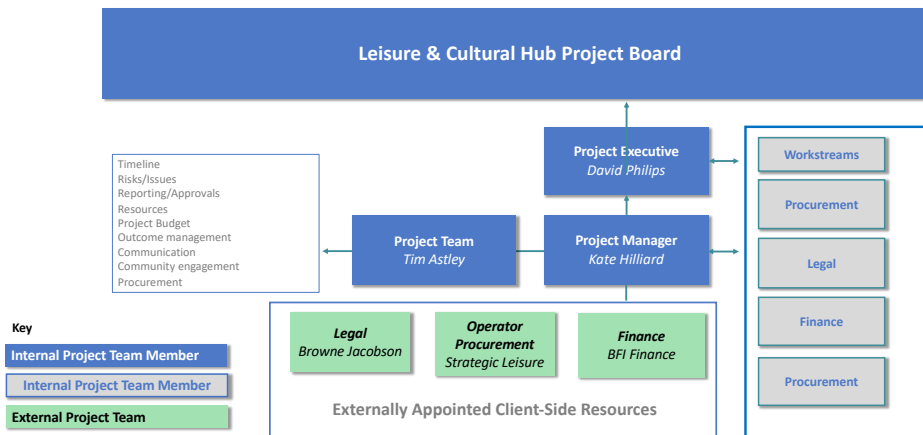 Leisure & Cultural Hub Project Board
Project Executive
David Philips
Workstreams
Procurement
Legal
Finance
Procurement
Timeline
Risks/Issues
Reporting/Approvals
Resources
Project Budget
Outcome management
Communication
Community engagement
Procurement
Project Team
Tim Astley
Project Manager
Kate Hilliard
Legal
Browne Jacobson
Operator
Procurement
Strategic Leisure
Finance
BFI Finance
Externally Appointed Client-Side Resources
Key
Internal Project Team Member
Internal Project Team Member
External Project Team